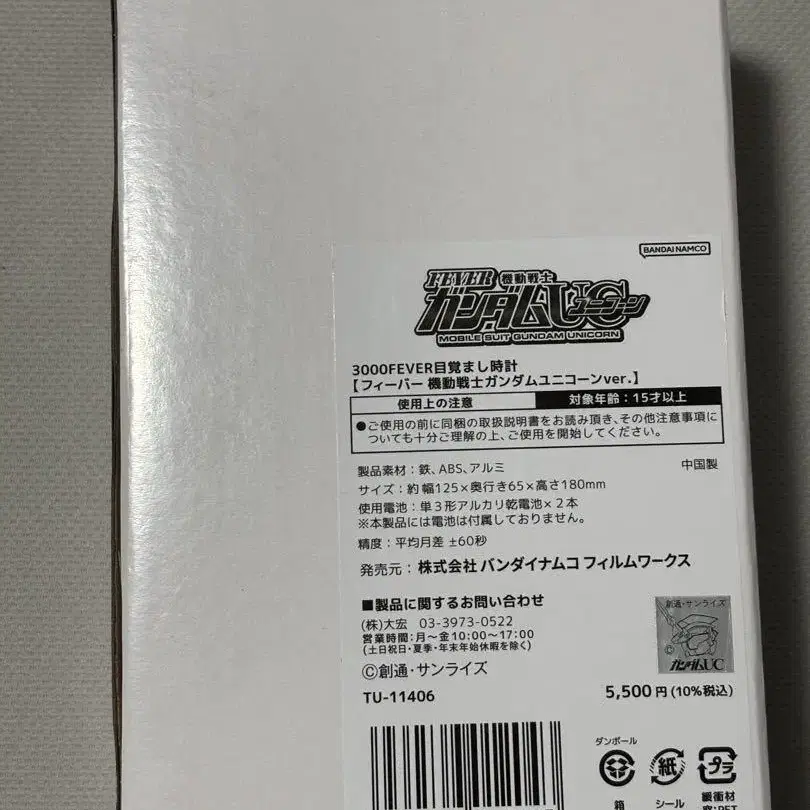 BANDAI NAMCO
FEVER 機動戦士
ガンダムUC ユニコーン
MOBILE SUIT GUNDAM UNICORN
3000FEVER目覚まし時計
【フィーバー 機動戦士ガンダムユニコーンver.】
使用上の注意 対象年齢:15才以上
●ご使用の前に同梱の取扱説明書をお読み頂き、その他注意事項に
ついても十分ご理解の上、ご使用を開始してください。
製品素材:鉄、ABS、アルミ 中国製
サイズ:約 幅125×奥行き65×高さ180mm
使用電池:単3形アルカリ乾電池×2本
※本製品には電池は付属しておりません。
精度:平均月差 ±60秒
発売元:株式会社 バンダイナムコ フィルムワークス
■製品に関するお問い合わせ
(株)大宏 03-3973-0522
営業時間:月~金10:00~17:00
(土日祝日・夏季・年末年始休暇を除く)
©創通・サンライズ
創通・サンライズ
ガンダムUC
TU-11406 5,500円(10%税込)
ダンボール
紙 プラ
箱 シール 緩衝材
窓:PET